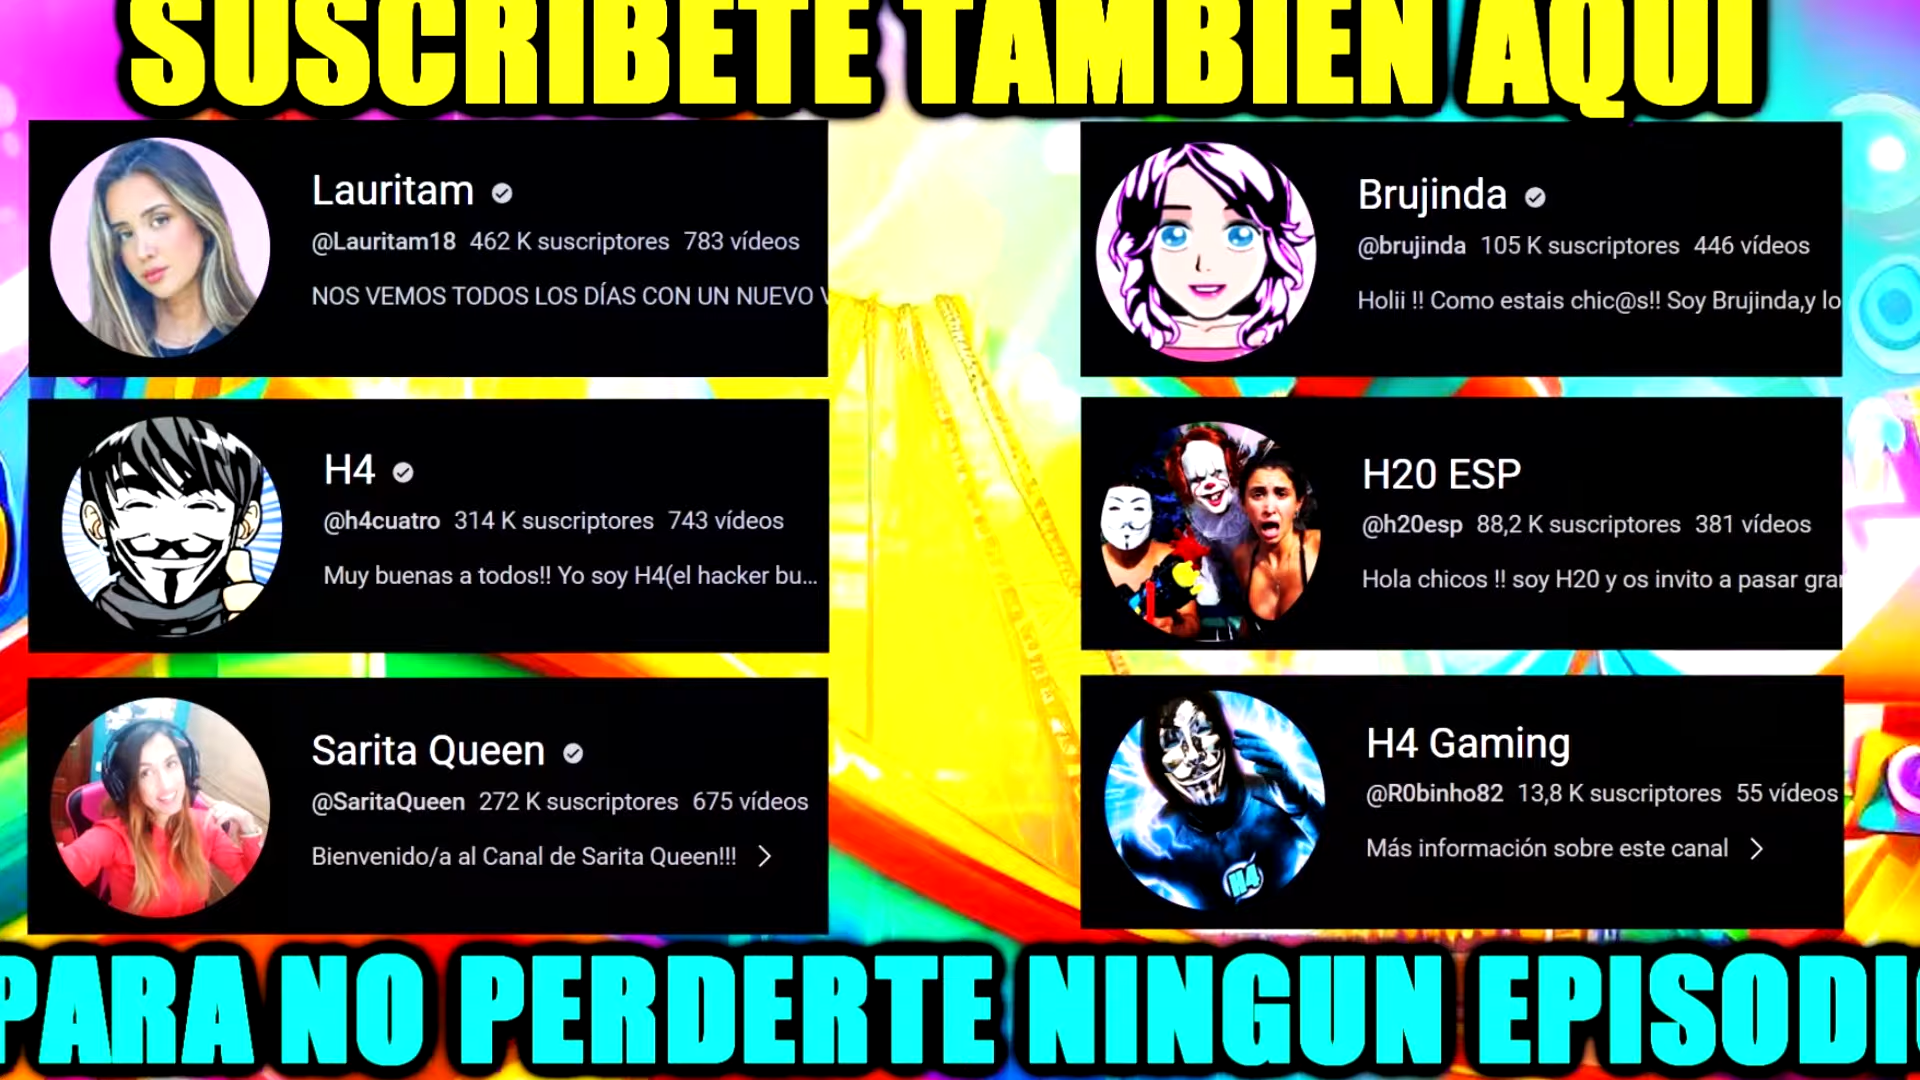 SUSCRIBETE TAMBIEN AQUI
Lauritam
@Lauritam18 462 K suscriptores 783 vídeos
NOS VEMOS TODOS LOS DÍAS CON UN NUEVO V
H4
@h4cuatro 314 K suscriptores 743 vídeos
Muy buenas a todos!! Yo soy H4(el hacker bu...
Sarita Queen
@SaritaQueen 272 K suscriptores 675 vídeos
Bienvenido/a al Canal de Sarita Queen!!!
Brujinda
@brujinda 105 K suscriptores 446 vídeos
Holii !! Como estais chic@s!! Soy Brujinda,y lo
H20 ESP
@h20esp 88,2 K suscriptores 381 vídeos
Hola chicos !! soy H20 y os invito a pasar gran
H4 Gaming
@R0binho82 13,8 K suscriptores 55 vídeos
Más información sobre este canal
H4
PARA NO PERDERTE NINGUN EPISODIO